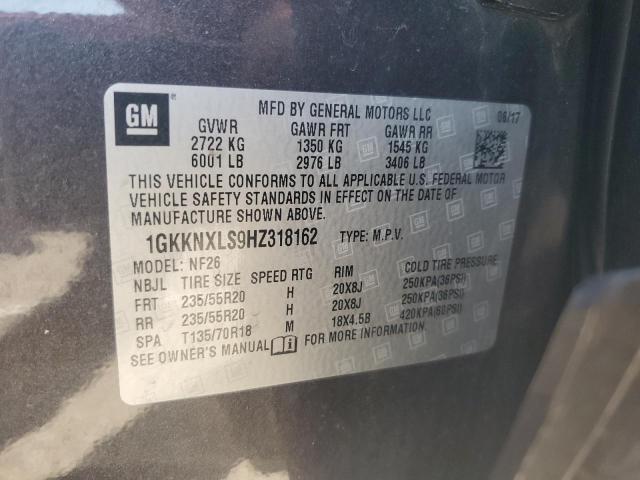 GM
MFD BY GENERAL MOTORS LLC 06/17
GVWR GAWR FRT GAWR RR
2722 KG 1350 KG 1545 KG
6001 LB 2976 LB 3406 LB
THIS VEHICLE CONFORMS TO ALL APPLICABLE U.S. FEDERAL MOTOR
VEHICLE SAFETY STANDARDS IN EFFECT ON THE DATE OF
MANUFACTURE SHOWN ABOVE.
1GKKNXLS9HZ318162 TYPE: M.P.V.
MODEL: NF26
NBJL TIRE SIZE SPEED RTG RIM COLD TIRE PRESSURE
FRT 235/55R20 H 20X8J 250KPA(36PSI)
RR 235/55R20 H 20X8J 250KPA(36PSI)
SPA T135/70R18 M 18X4.5B 420KPA(60PSI)
SEE OWNER'S MANUAL FOR MORE INFORMATION.